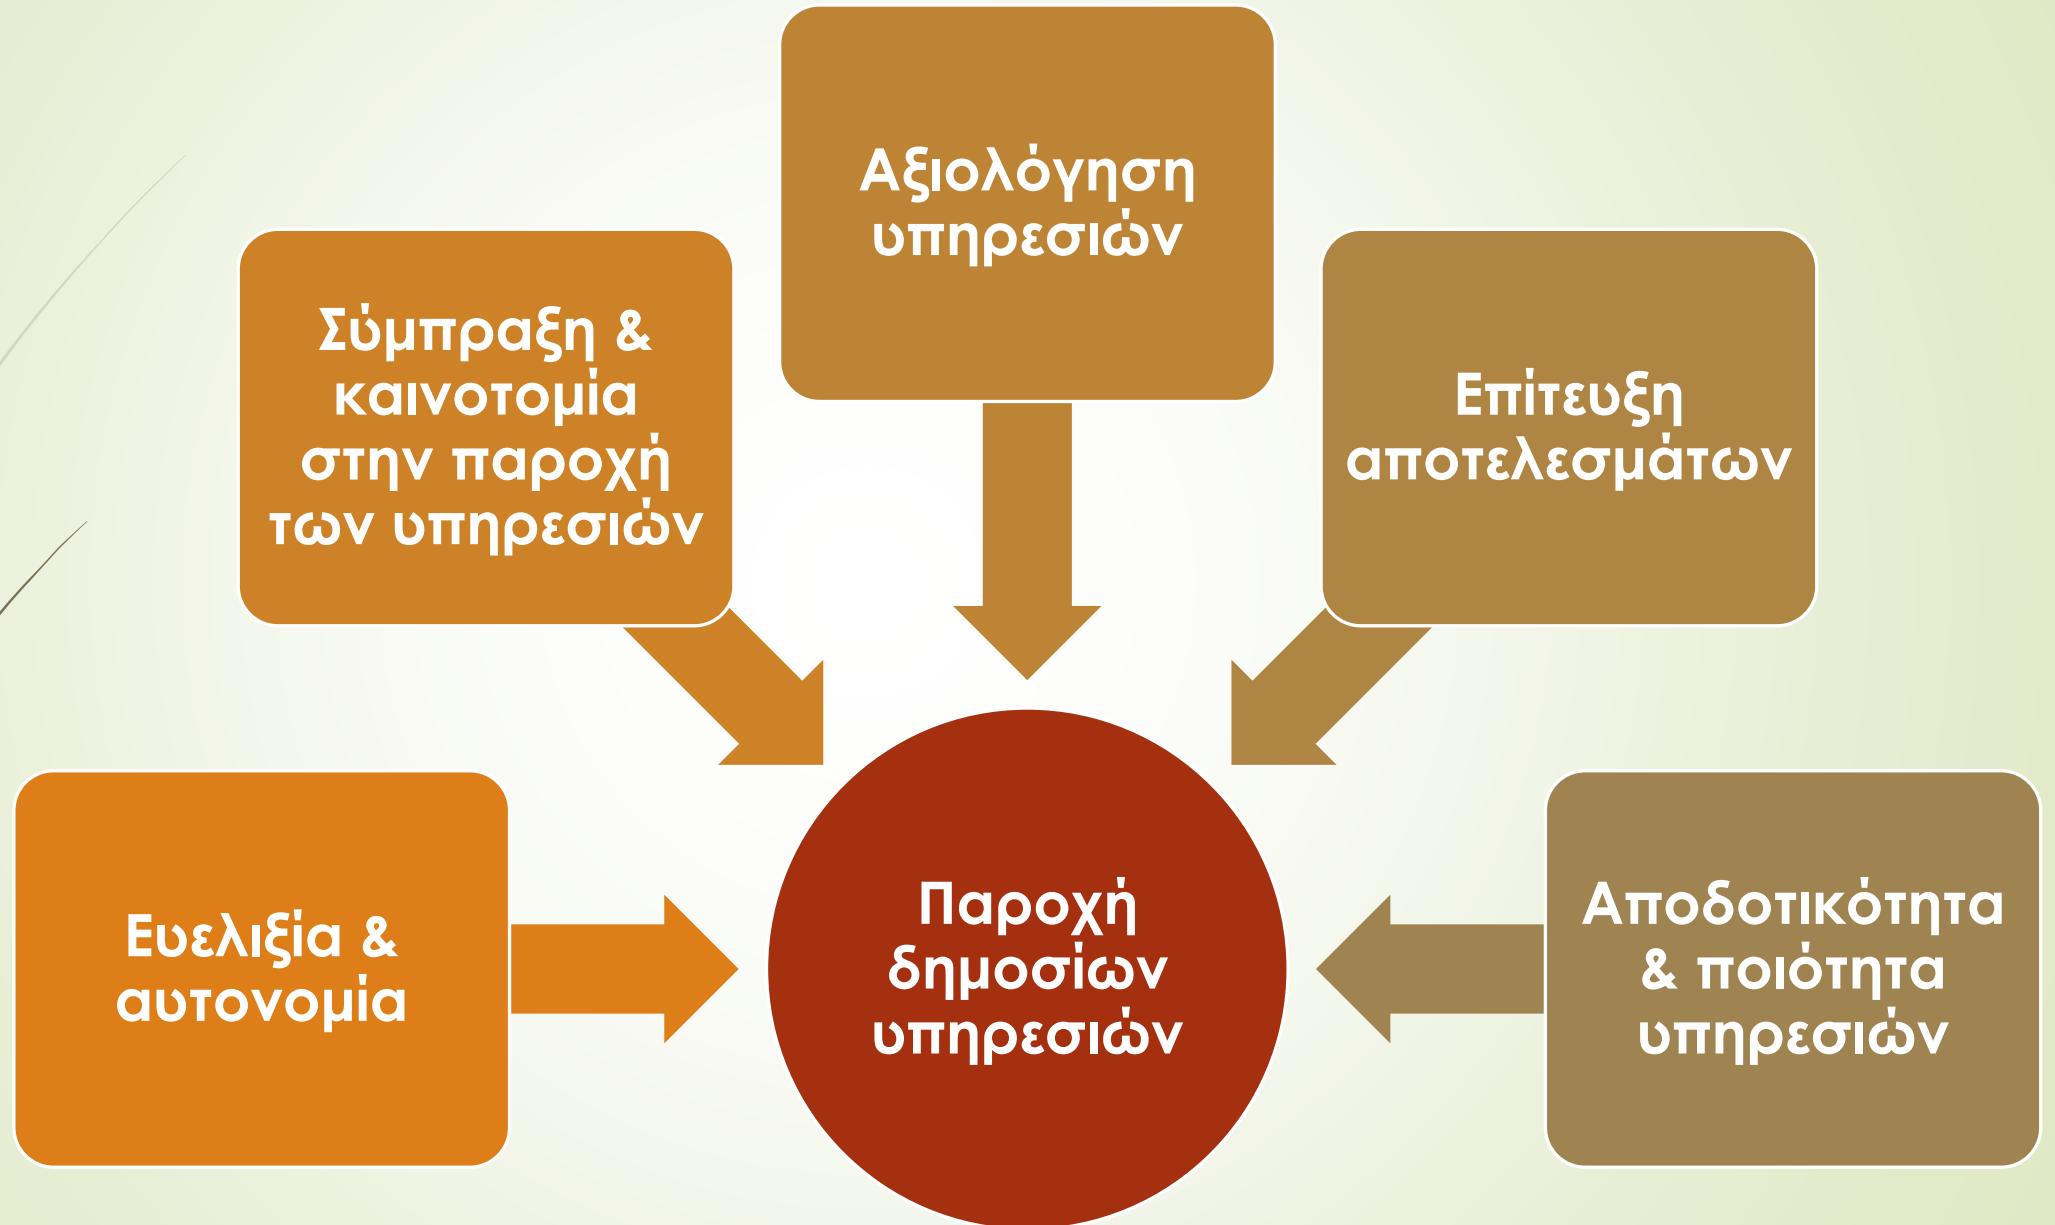 Αξιολόγηση
υπηρεσιών
Σύμπραξη &
καινοτομία
στην παροχή
των υπηρεσιών
Επίτευξη
αποτελεσμάτων
Ευελιξία &
αυτονομία
Παροχή
δημοσίων
υπηρεσιών
Αποδοτικότητα
& ποιότητα
υπηρεσιών